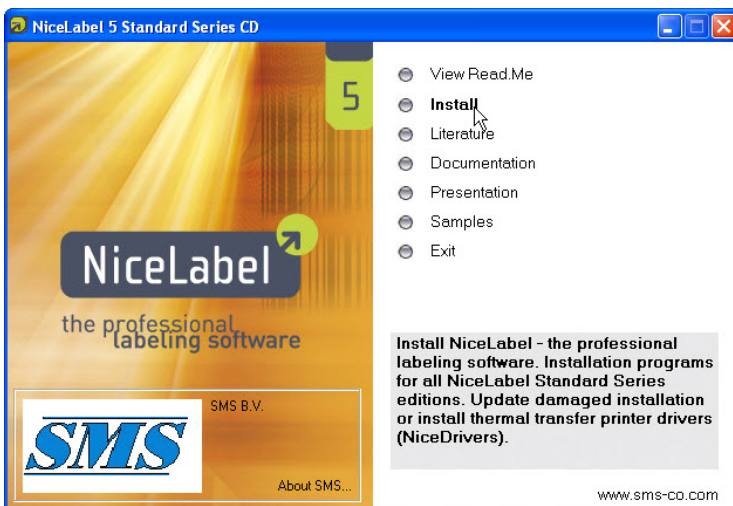 NiceLabel 5 Standard Series CD
5
NiceLabel
the professional
labeling software
SMS
SMS B.V.
About SMS...
View Read.Me
Install
Literature
Documentation
Presentation
Samples
Exit
Install NiceLabel - the professional
labeling software. Installation programs
for all NiceLabel Standard Series
editions. Update damaged installation
or install thermal transfer printer drivers
(NiceDrivers).
www.sms-co.com